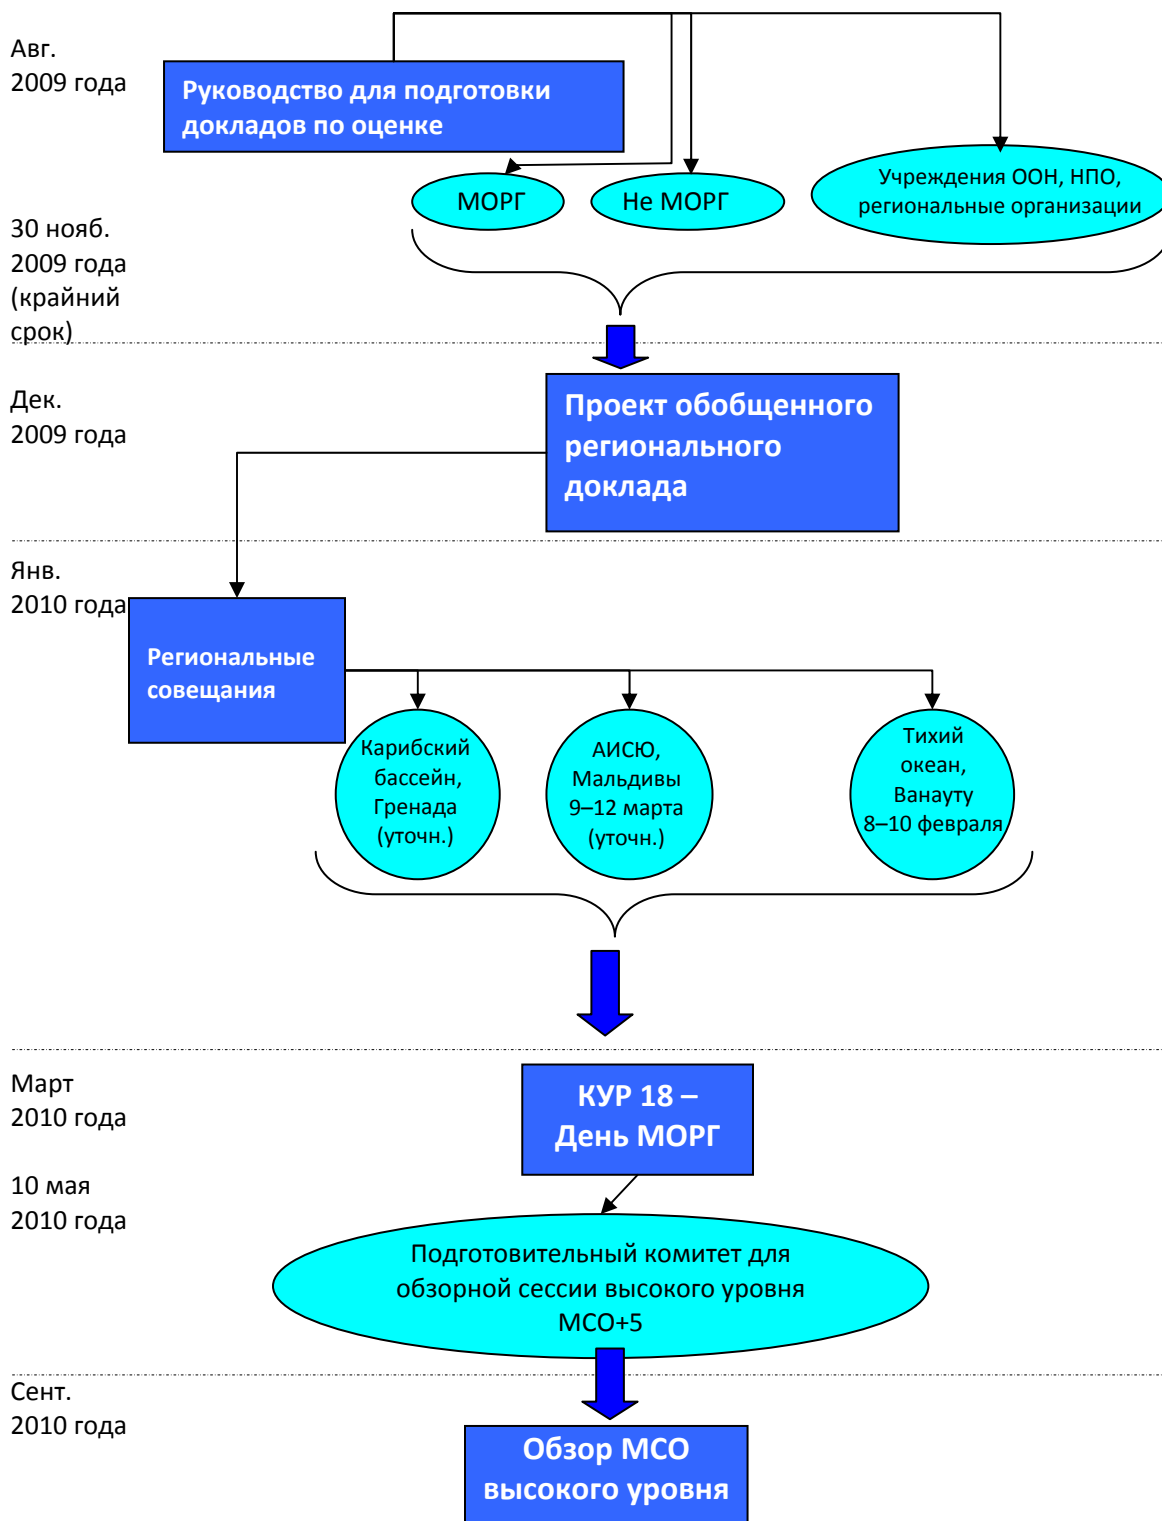 Авг.
2009 года
Руководство для подготовки
докладов по оценке
МОРГ
Не МОРГ
Учреждения ООН, НПО,
региональные организации
30 нояб.
2009 года
(крайний
срок)
Дек.
2009 года
Проект обобщенного
регионального
доклада
Янв.
2010 года
Региональные
совещания
Карибский
бассейн,
Гренада
(уточн.)
АИСЮ,
Мальдивы
9–12 марта
(уточн.)
Тихий
океан,
Ванауту
8–10 февраля
Март
2010 года
КУР 18 –
День МОРГ
10 мая
2010 года
Подготовительный комитет для
обзорной сессии высокого уровня
МСО+5
Сент.
2010 года
Обзор МСО
высокого уровня